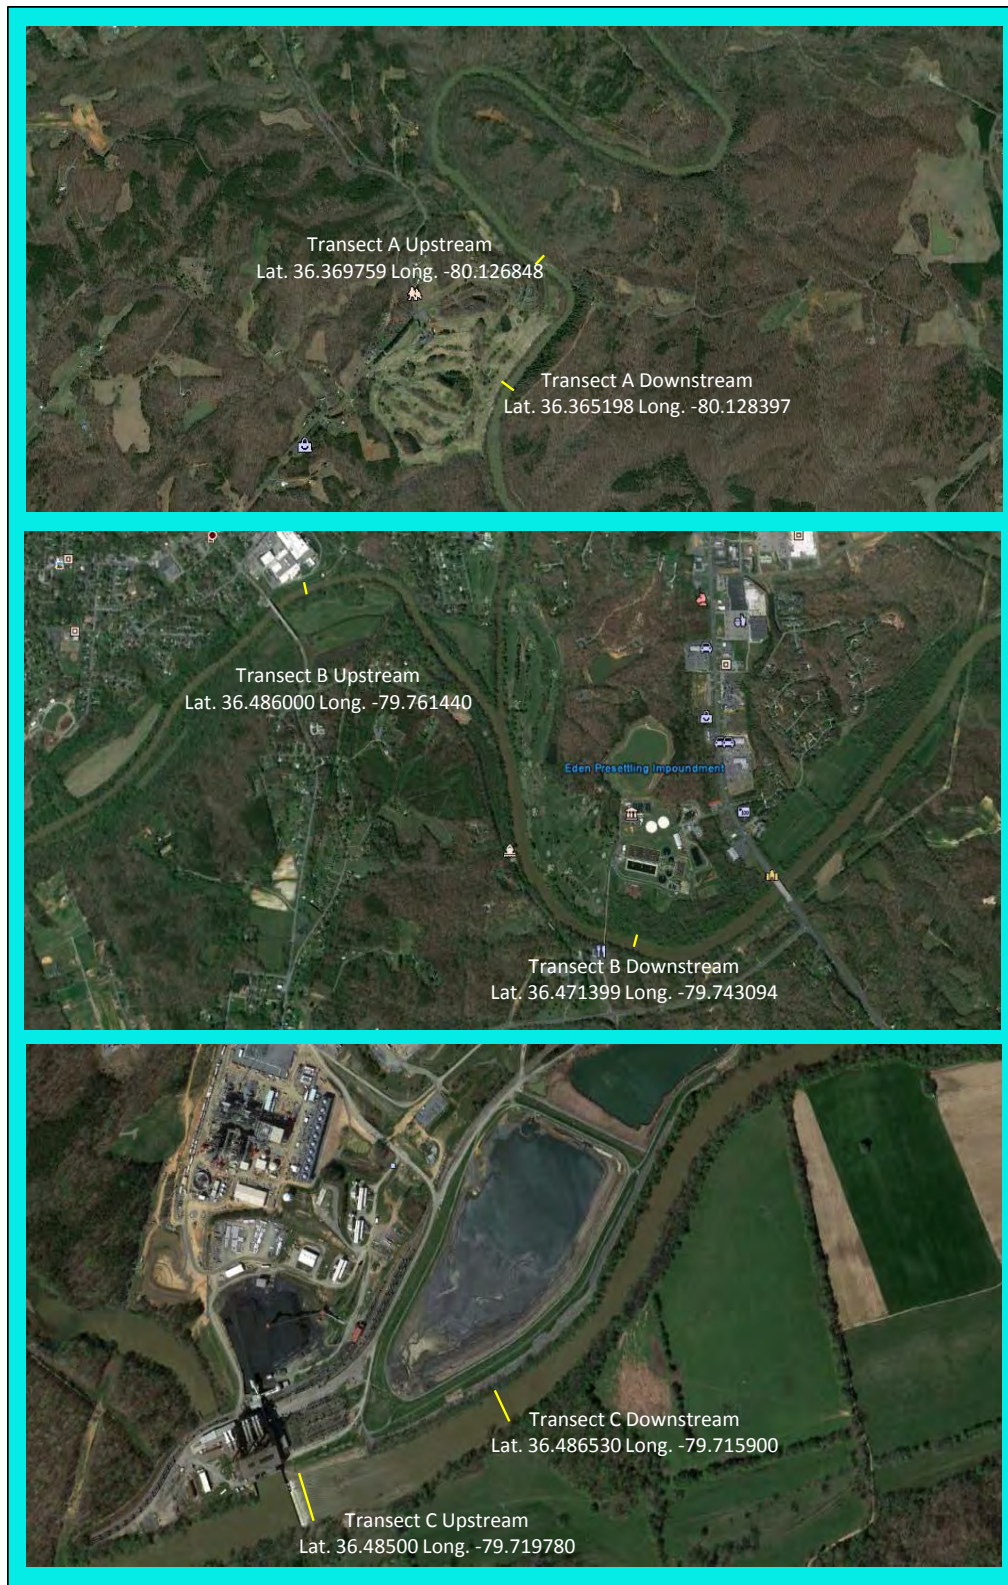 Transect A Upstream
Lat. 36.369759 Long. -80.126848
Transect A Downstream
Lat. 36.365198 Long. -80.128397
Transect B Upstream
Lat. 36.486000 Long. -79.761440
Eden Presettling Impoundment
Transect B Downstream
Lat. 36.471399 Long. -79.743094
Transect C Downstream
Lat. 36.486530 Long. -79.715900
Transect C Upstream
Lat. 36.48500 Long. -79.719780